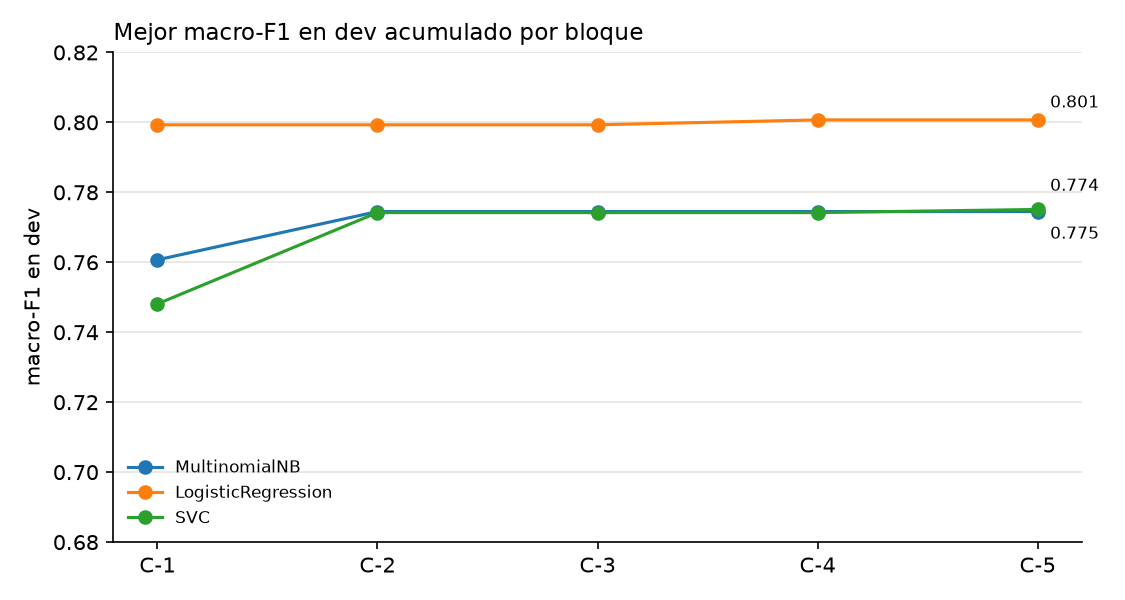 Mejor macro-F1 en dev acumulado por bloque
macro-F1 en dev
0.82
0.80
0.78
0.76
0.74
0.72
0.70
0.68
0.801
0.774
0.775
MultinomialNB
LogisticRegression
SVC
C-1
C-2
C-3
C-4
C-5